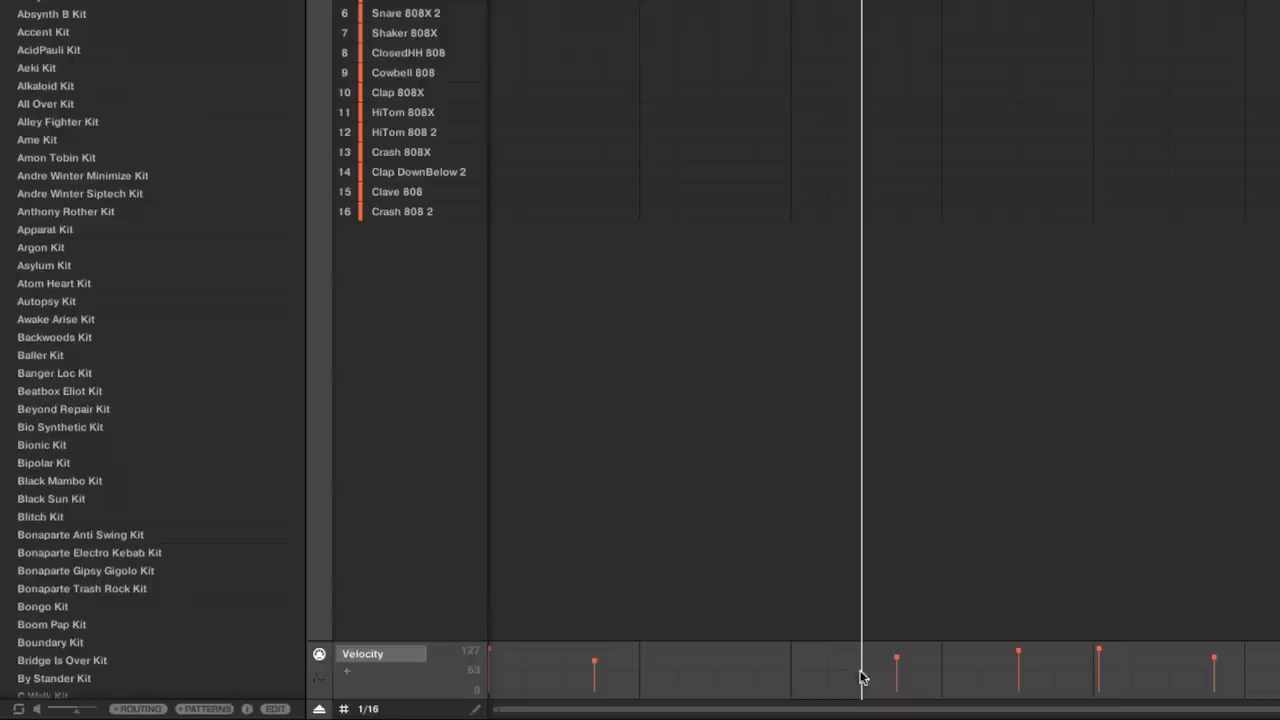 Absynth B Kit
Accent Kit
AcidPauli Kit
Aeki Kit
Alkaloid Kit
All Over Kit
Alley Fighter Kit
Ame Kit
Amon Tobin Kit
Andre Winter Minimize Kit
Andre Winter Siptech Kit
Anthony Rother Kit
Apparat Kit
Argon Kit
Asylum Kit
Atom Heart Kit
Autopsy Kit
Awake Arise Kit
Backwoods Kit
Baller Kit
Banger Loc Kit
Beatbox Eliot Kit
Beyond Repair Kit
Bio Synthetic Kit
Bionic Kit
Bipolar Kit
Black Mambo Kit
Black Sun Kit
Blitch Kit
Bonaparte Anti Swing Kit
Bonaparte Electro Kebab Kit
Bonaparte Gipsy Gigolo Kit
Bonaparte Trash Rock Kit
Bongo Kit
Boom Pap Kit
Boundary Kit
Bridge Is Over Kit
By Stander Kit
C Walk Kit
+ROUTING +PATTERNS i EDIT
6 Snare 808X 2
7 Shaker 808X
8 ClosedHH 808
9 Cowbell 808
10 Clap 808X
11 HiTom 808X
12 HiTom 808 2
13 Crash 808X
14 Clap DownBelow 2
15 Clave 808
16 Crash 808 2
Velocity 127
+ 63
0
# 1/16